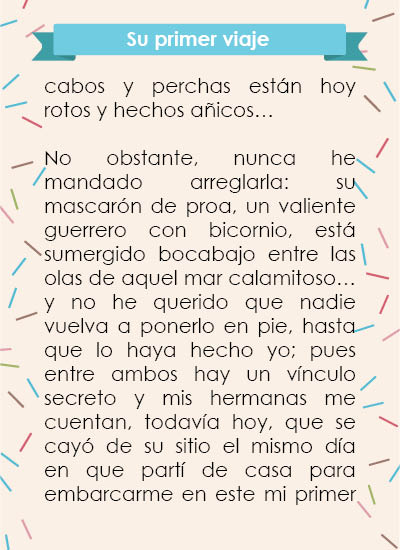 Su primer viaje
cabos y perchas están hoy
rotos y hechos añicos…
No obstante, nunca he
mandado arreglarla: su
mascarón de proa, un valiente
guerrero con bicornio, está
sumergido bocabajo entre las
olas de aquel mar calamitoso…
y no he querido que nadie
vuelva a ponerlo en pie, hasta
que lo haya hecho yo; pues
entre ambos hay un vínculo
secreto y mis hermanas me
cuentan, todavía hoy, que se
cayó de su sitio el mismo día
en que partí de casa para
embarcarme en este mi primer